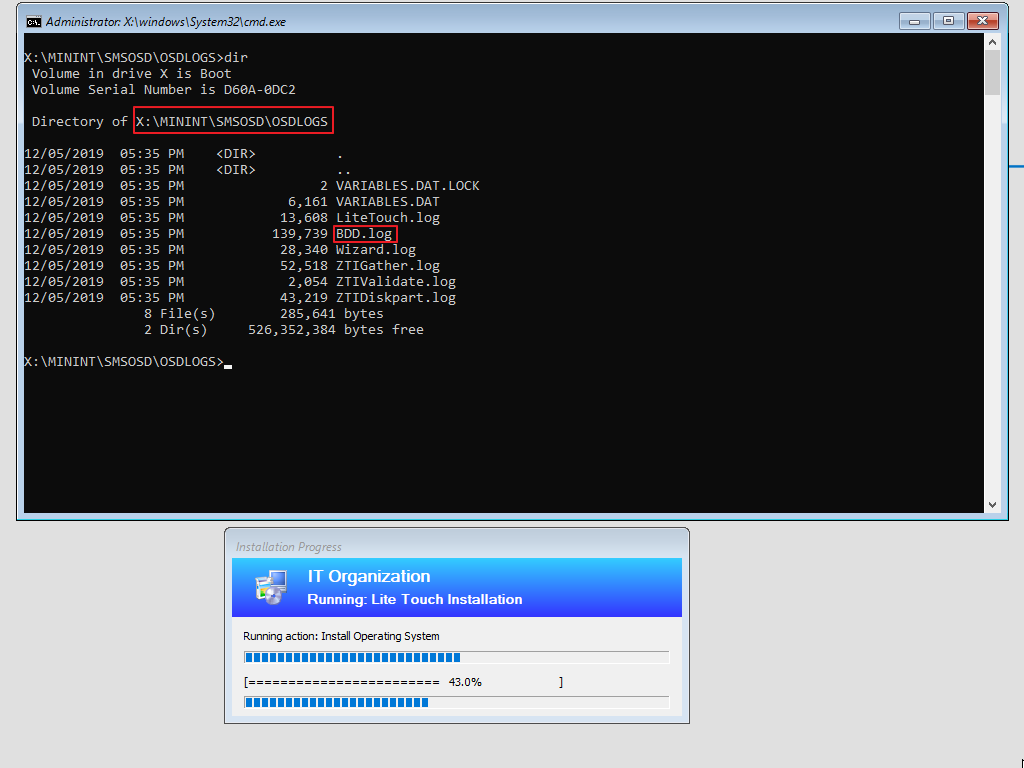 Administrator: X:\windows\System32\cmd.exe
X:\MININT\SMSOSD\OSDLOGS>dir
Volume in drive X is Boot
Volume Serial Number is D60A-0DC2
Directory of X:\MININT\SMSOSD\OSDLOGS
12/05/2019  05:35 PM    <DIR>          .
12/05/2019  05:35 PM    <DIR>          ..
12/05/2019  05:35 PM                 2 VARIABLES.DAT.LOCK
12/05/2019  05:35 PM             6,161 VARIABLES.DAT
12/05/2019  05:35 PM            13,608 LiteTouch.log
12/05/2019  05:35 PM           139,739 BDD.log
12/05/2019  05:35 PM            28,340 Wizard.log
12/05/2019  05:35 PM            52,518 ZTIGather.log
12/05/2019  05:35 PM             2,054 ZTIValidate.log
12/05/2019  05:35 PM            43,219 ZTIDiskpart.log
8 File(s)        285,641 bytes
2 Dir(s)     526,352,384 bytes free
X:\MININT\SMSOSD\OSDLOGS>
Installation Progress
IT Organization
Running: Lite Touch Installation
Running action: Install Operating System
[======================== 43.0%          ]